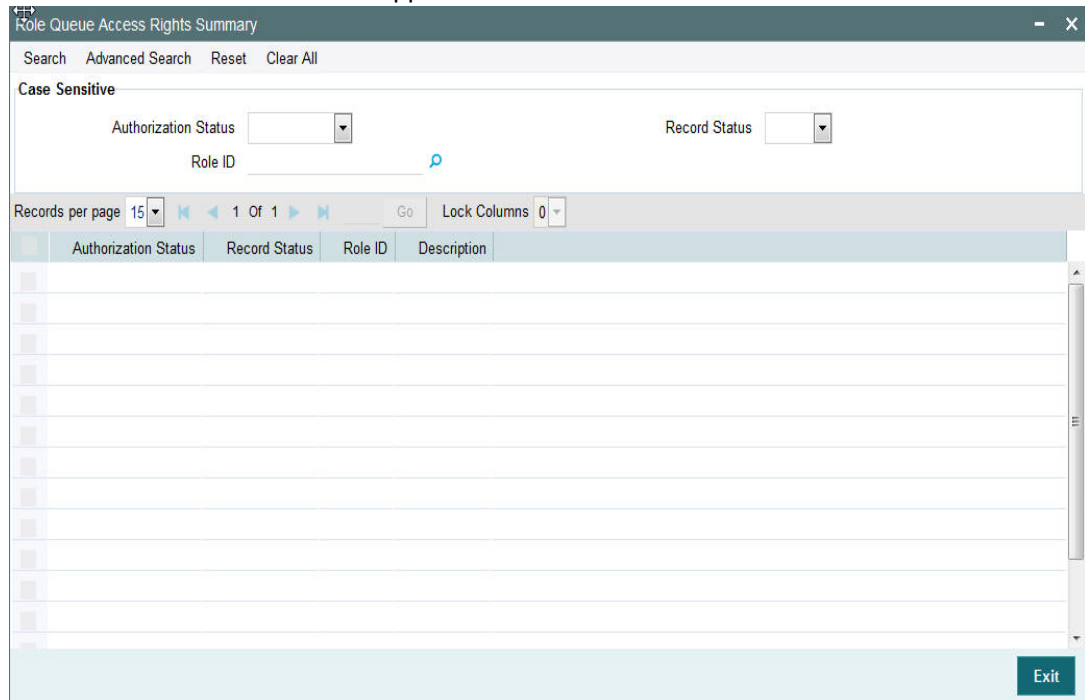 Role Queue Access Rights Summary
Search Advanced Search Reset Clear All
Case Sensitive
Authorization Status Record Status
Role ID
Records per page 15 1 Of 1 Go Lock Columns 0
Authorization Status Record Status Role ID Description
Exit